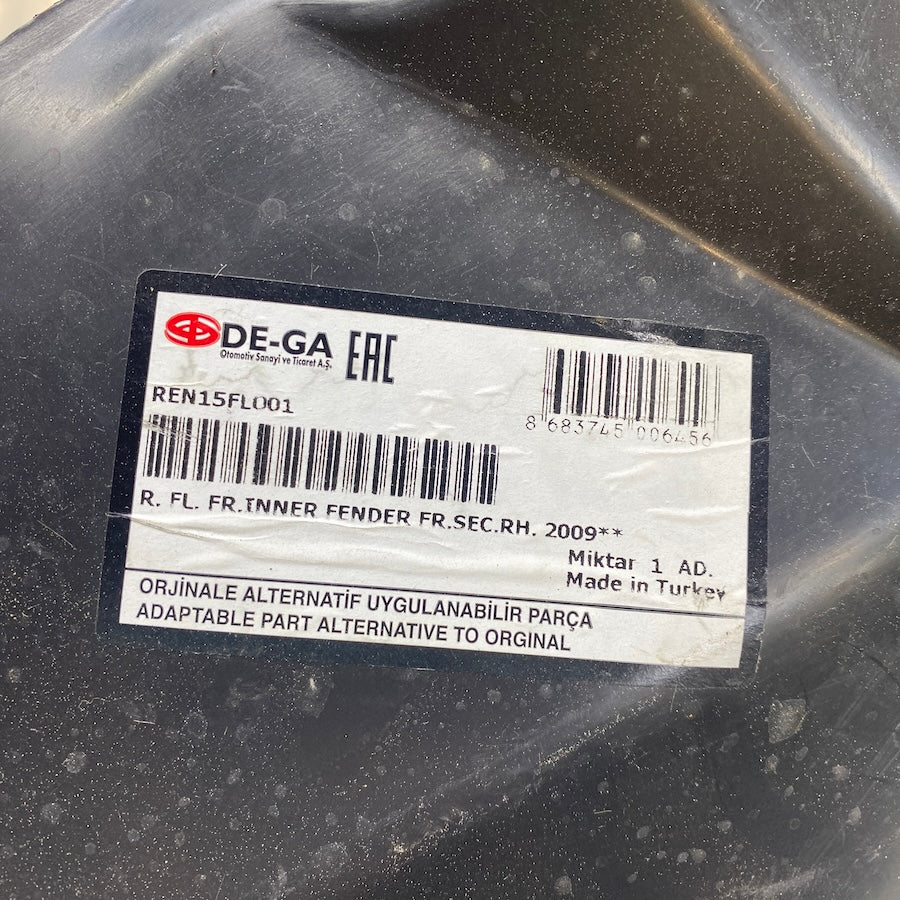 DE-GA EAC
Otomotiv Sanayi ve Ticaret A.Ş.
REN15FL001
8 683745 006456
R. FL. FR.INNER FENDER FR.SEC.RH. 2009**
Miktar 1 AD.
Made in Turkey
ORJİNALE ALTERNATİF UYGULANABİLİR PARÇA
ADAPTABLE PART ALTERNATIVE TO ORGINAL